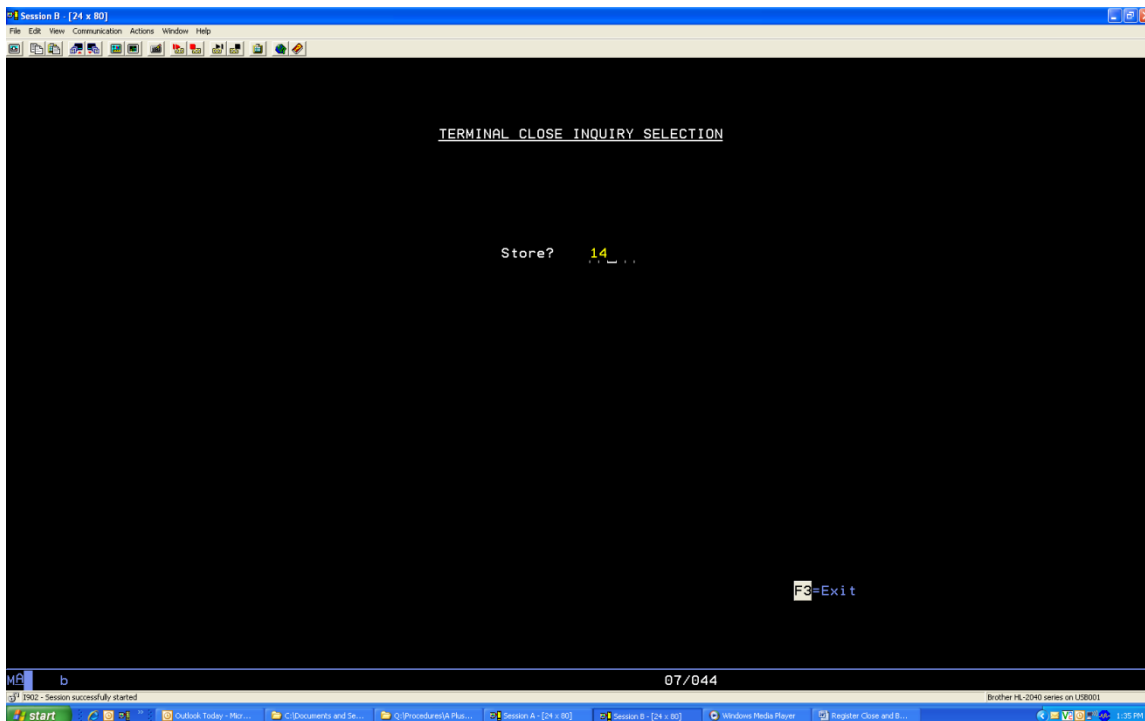 Session B - [24 x 80]
File Edit View Communication Actions Window Help
TERMINAL CLOSE INQUIRY SELECTION
Store? 14
F3=Exit
MA b 07/044
I902 - Session successfully started Brother HL-2040 series on USB001
start Outlook Today - Micr... C:\Documents and Se... Q:\Procedures\A Plus... Session A - [24 x 80] Session B - [24 x 80] Windows Media Player Register Close and B... 1:35 PM